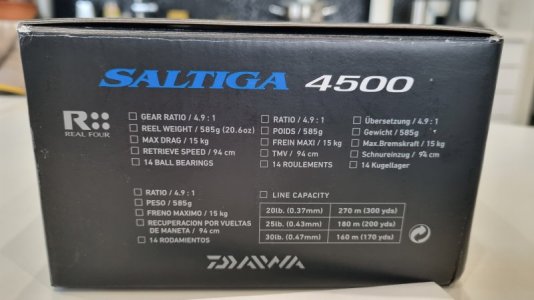 SALTIGA 4500
R
REAL FOUR
GEAR RATIO / 4.9 : 1
REEL WEIGHT / 585g (20.6oz)
MAX DRAG / 15 kg
RETRIEVE SPEED / 94 cm
14 BALL BEARINGS
RATIO / 4.9 : 1
POIDS / 585g
FREIN MAXI / 15 kg
TMV / 94 cm
14 ROULEMENTS
Übersetzung / 4.9 : 1
Gewicht / 585g
Max.Bremskraft / 15 kg
Schnureinzug / 94 cm
14 Kugellager
RATIO / 4.9 : 1
PESO / 585g
FRENO MAXIMO / 15 kg
RECUPERACION POR VUELTAS
DE MANETA / 94 cm
14 RODAMIENTOS
LINE CAPACITY
20lb. (0.37mm) 270 m (300 yds)
25lb. (0.43mm) 180 m (200 yds)
30lb. (0.47mm) 160 m (170 yds)
DAIWA